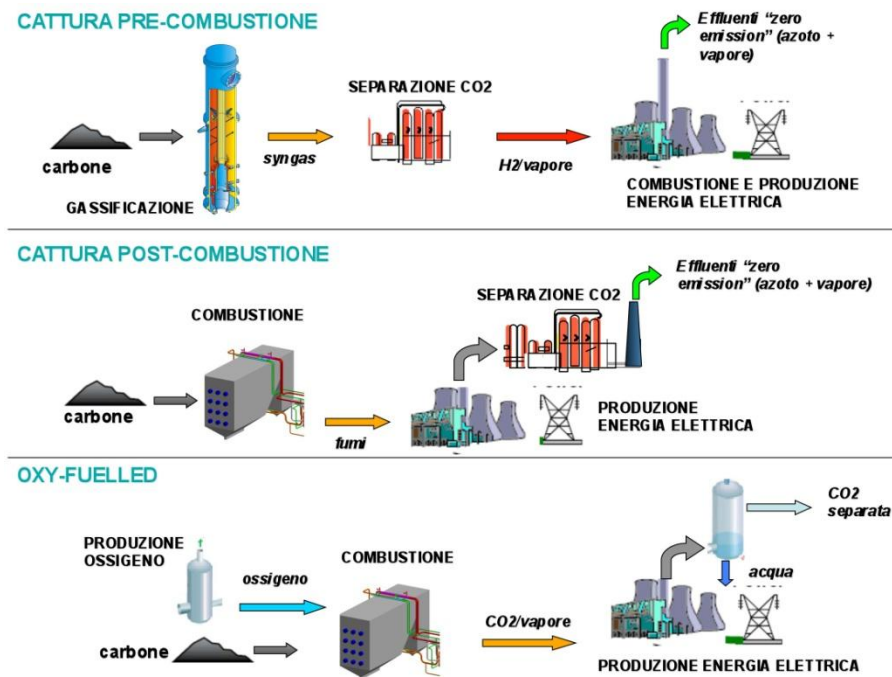 CATTURA PRE-COMBUSTIONE
Effluenti “zero
emission” (azoto +
vapore)
SEPARAZIONE CO2
carbone
syngas
H2/vapore
GASSIFICAZIONE
COMBUSTIONE E PRODUZIONE
ENERGIA ELETTRICA
CATTURA POST-COMBUSTIONE
Effluenti “zero
emission” (azoto + vapore)
SEPARAZIONE CO2
COMBUSTIONE
carbone
fumi
PRODUZIONE
ENERGIA ELETTRICA
OXY-FUELLED
CO2
separata
PRODUZIONE
OSSIGENO
COMBUSTIONE
ossigeno
acqua
carbone
CO2/vapore
PRODUZIONE ENERGIA ELETTRICA